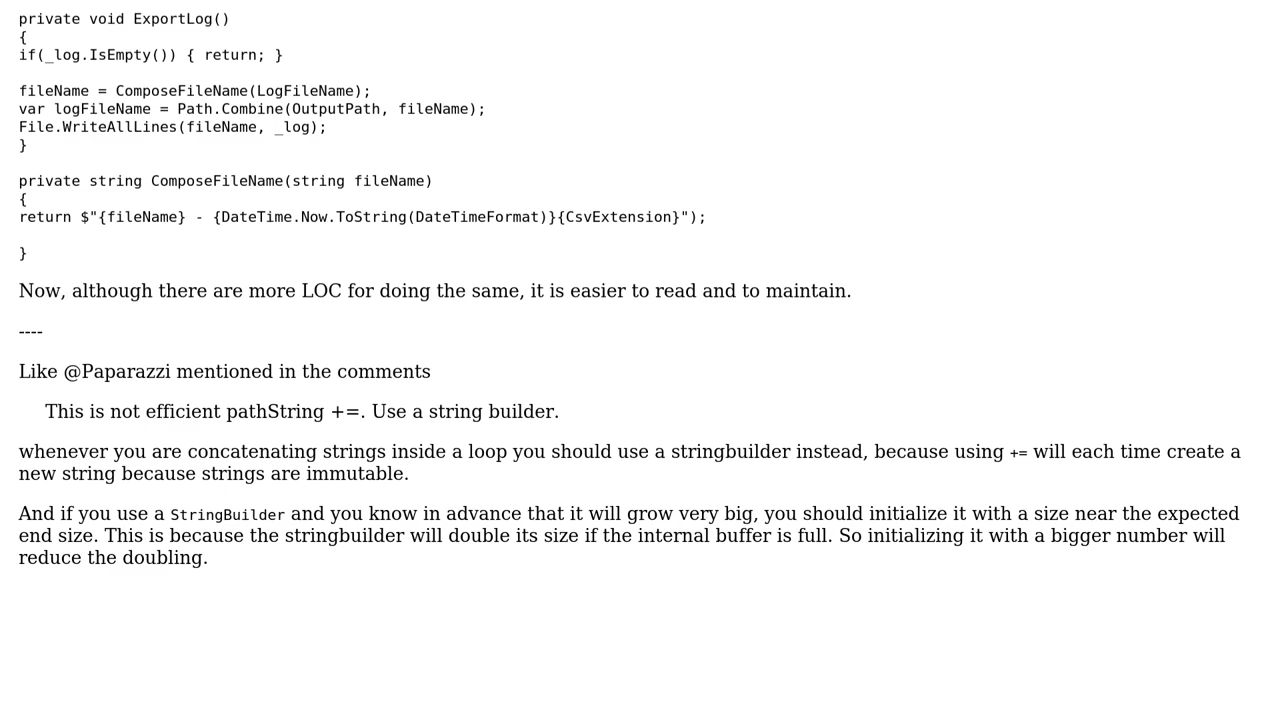 private void ExportLog()
{
if(_log.IsEmpty()) { return; }
fileName = ComposeFileName(LogFileName);
var logFileName = Path.Combine(OutputPath, fileName);
File.WriteAllLines(fileName, _log);
}
private string ComposeFileName(string fileName)
{
return $"{fileName} - {DateTime.Now.ToString(DateTimeFormat)}{CsvExtension}");
}
Now, although there are more LOC for doing the same, it is easier to read and to maintain.
----
Like @Paparazzi mentioned in the comments
This is not efficient pathString +=. Use a string builder.
whenever you are concatenating strings inside a loop you should use a stringbuilder instead, because using += will each time create a
new string because strings are immutable.
And if you use a StringBuilder and you know in advance that it will grow very big, you should initialize it with a size near the expected
end size. This is because the stringbuilder will double its size if the internal buffer is full. So initializing it with a bigger number will
reduce the doubling.